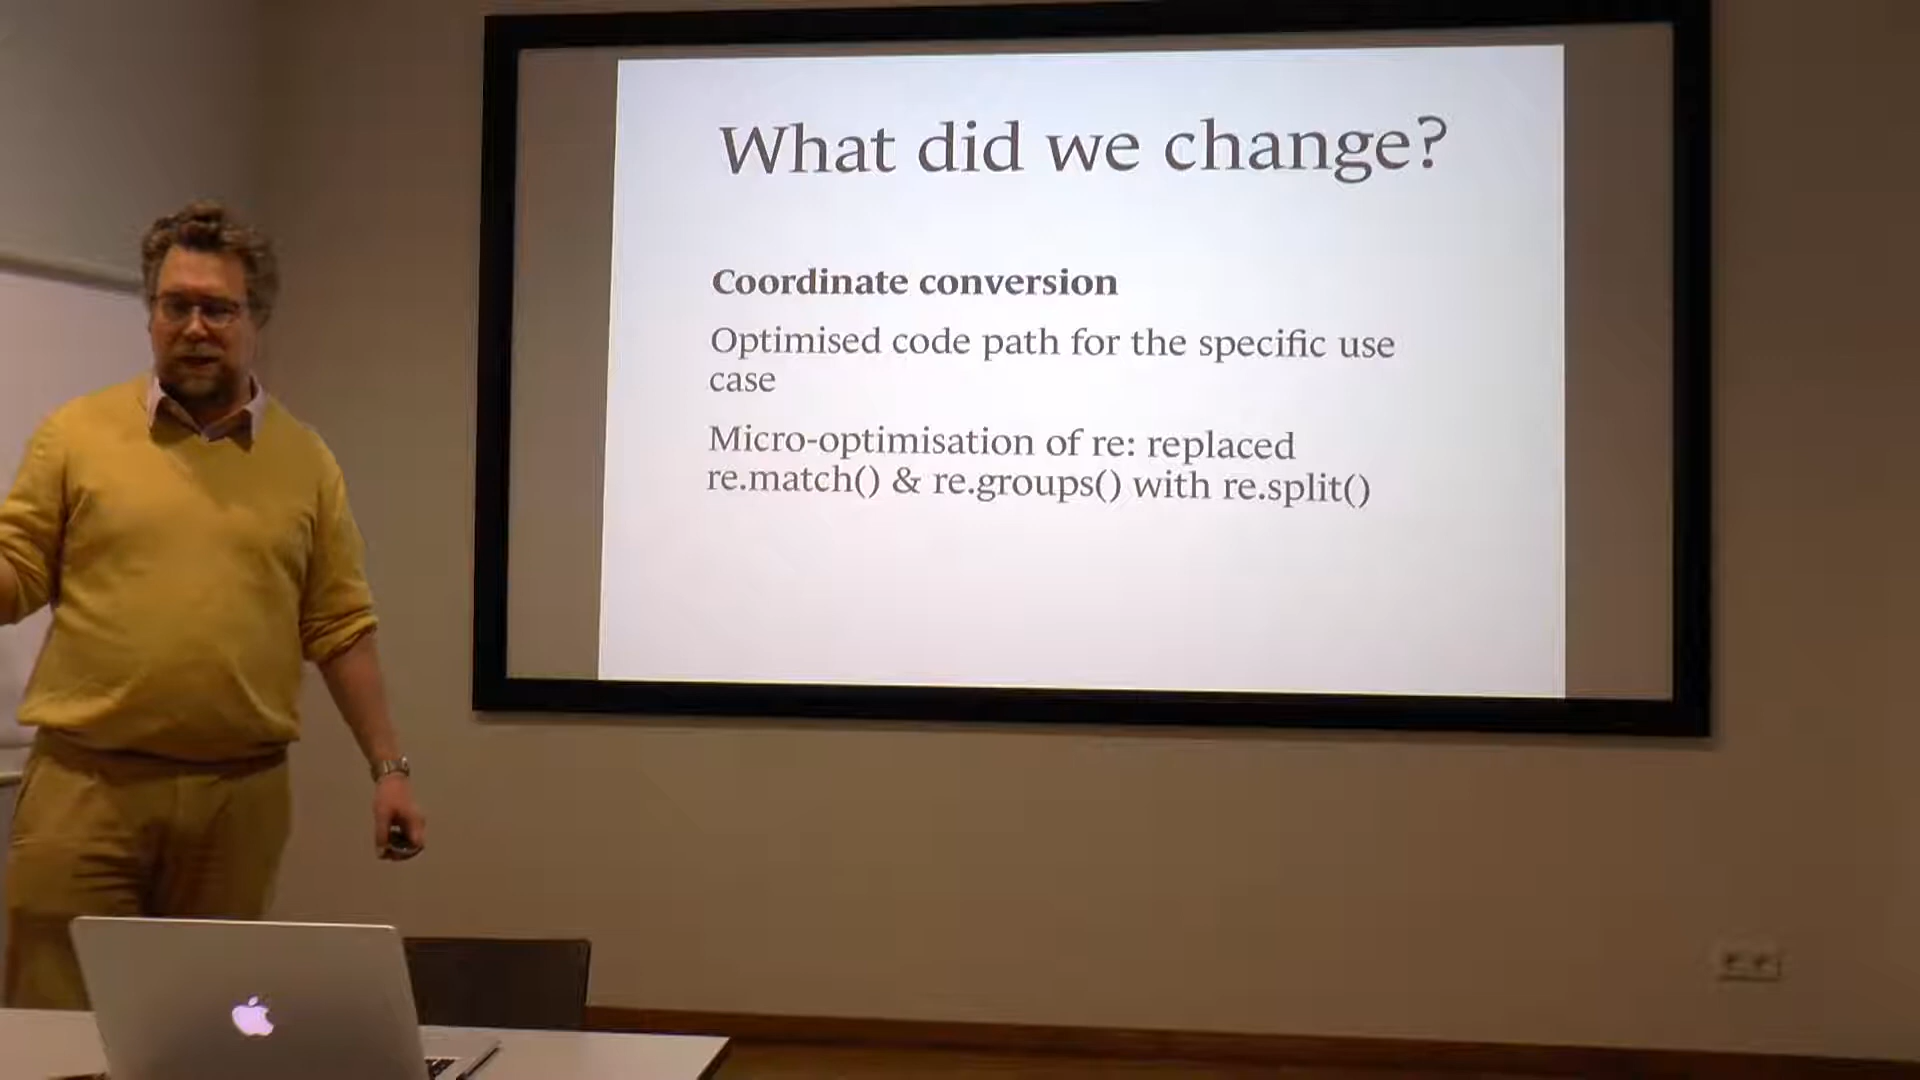 What did we change?
Coordinate conversion
Optimised code path for the specific use
case
Micro-optimisation of re: replaced
re.match() & re.groups() with re.split()